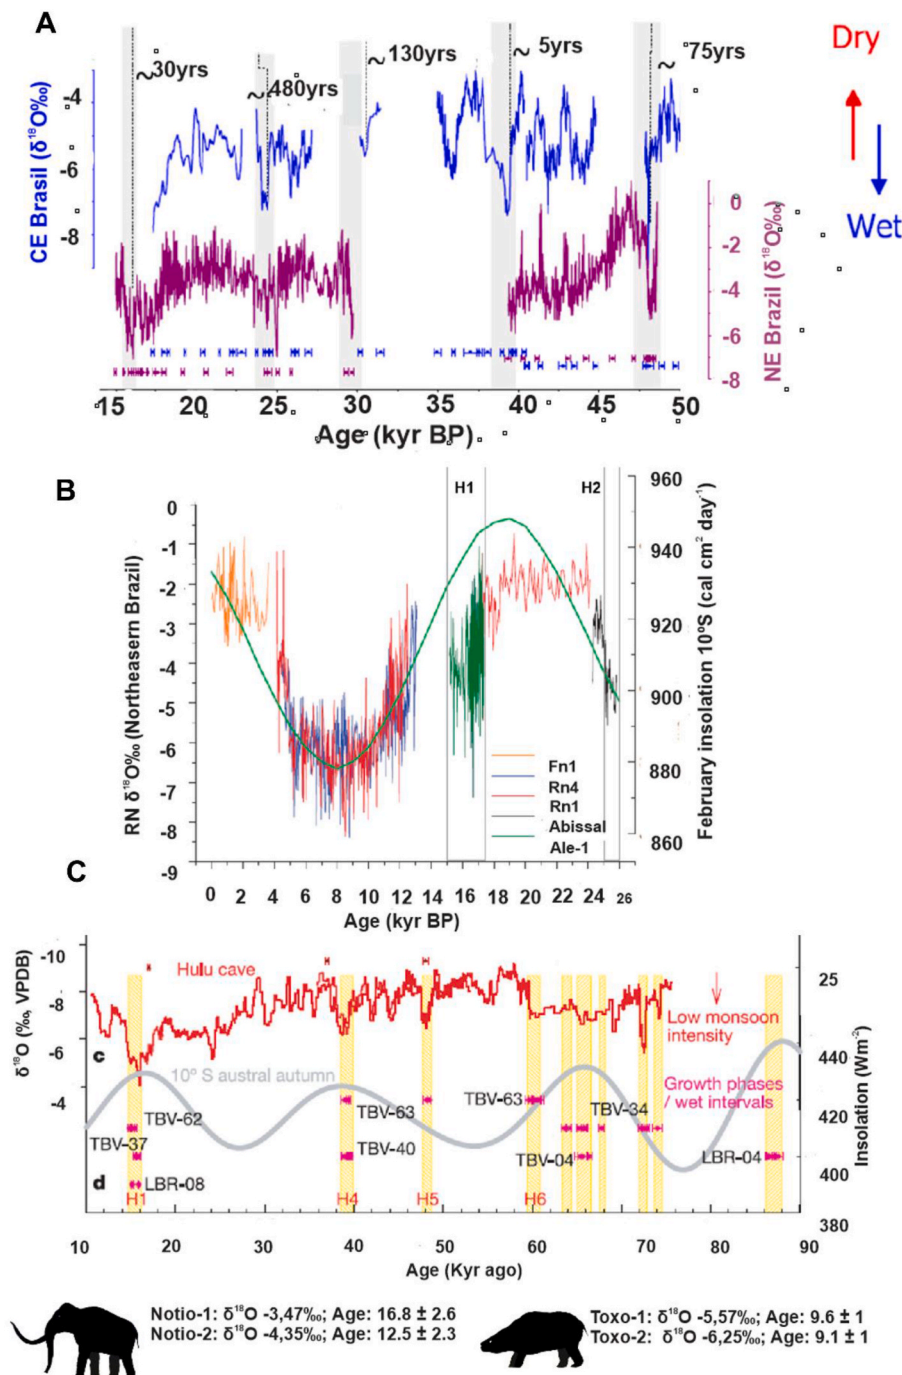 A
~30yrs
~480yrs
~130yrs
~ 5yrs
~ 75yrs
Dry
Wet
CE Brasil (δ¹⁸O‰)
-4
-6
-8
NE Brazil (δ¹⁸O‰)
0
-2
-4
-6
-8
15 20 25 30 35 40 45 50
Age (kyr BP)
B
H1
H2
RN δ¹⁸O‰ (Northeasern Brazil)
0
-1
-2
-3
-4
-5
-6
-7
-8
-9
February insolation 10ºS (cal cm² day⁻¹)
960
940
920
900
880
860
Fn1
Rn4
Rn1
Abissal
Ale-1
0 2 4 6 8 10 12 14 16 18 20 22 24 26
Age (kyr BP)
C
δ¹⁸O (‰, VPDB)
-10
-8
-6
-4
Hulu cave
25
Low monsoon
intensity
c
10º S austral autumn
440
420
400
380
Insolation (Wm⁻²)
Growth phases
/ wet intervals
TBV-62
TBV-63
TBV-63
TBV-34
TBV-37
TBV-40
TBV-04
LBR-04
d
LBR-08
H1
H4
H5
H6
10 20 30 40 50 60 70 80 90
Age (Kyr ago)
Notio-1: δ¹⁸O -3,47‰; Age: 16.8 ± 2.6
Notio-2: δ¹⁸O -4,35‰; Age: 12.5 ± 2.3
Toxo-1: δ¹⁸O -5,57‰; Age: 9.6 ± 1
Toxo-2: δ¹⁸O -6,25‰; Age: 9.1 ± 1